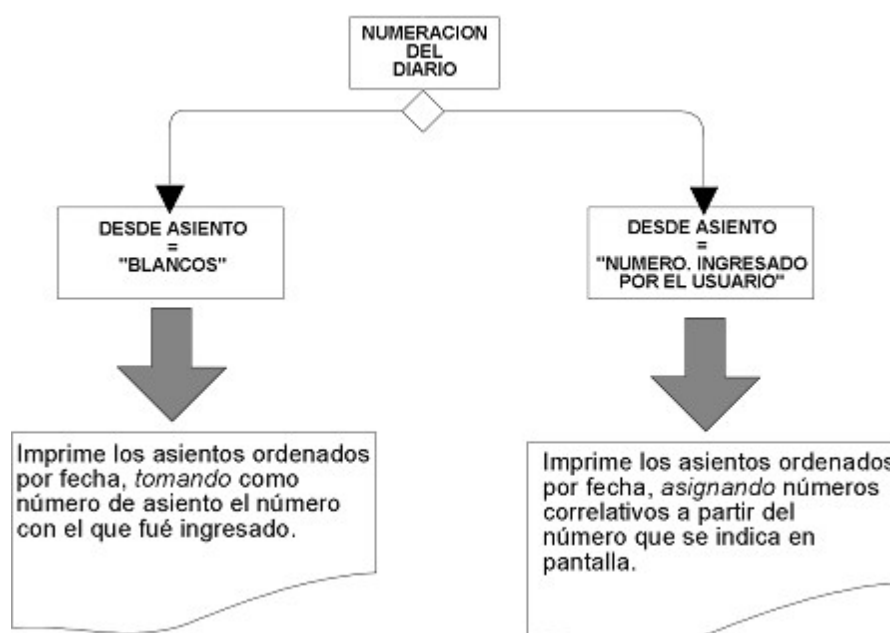 NUMERACION
DEL
DIARIO
DESDE ASIENTO
=
"BLANCOS"
DESDE ASIENTO
=
"NUMERO. INGRESADO
POR EL USUARIO"
Imprime los asientos ordenados
por fecha, tomando como
número de asiento el número
con el que fué ingresado.
Imprime los asientos ordenados
por fecha, asignando números
correlativos a partir del
número que se indica en
pantalla.